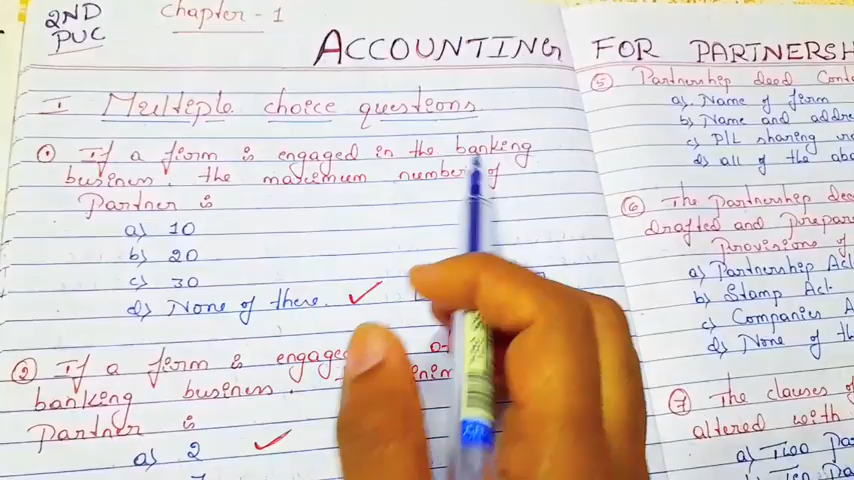 2ND
PUC
Chapter - 1
ACCOUNTING FOR PARTNERSH
I Multiple choice questions
① If a firm is engaged in the banking
business, the maximum number of
Partner is
a) 10
b) 20
c) 30
d) None of there. ✓
② If a firm is engaged
banking business.
Partner is
a) 2 ✓
⑤ Partnership deed Cont
a) Name of firm
b) Name and addre
c) P/L sharing
d) all of the abo
⑥ The Partnership dee
drafted and prepar
Provisions of
a) Partnership Act
b) Stamp Act.
c) Companies A
d) None of th
⑦ The clauses of
altered with
a) Two Pa
b) Ten Pa